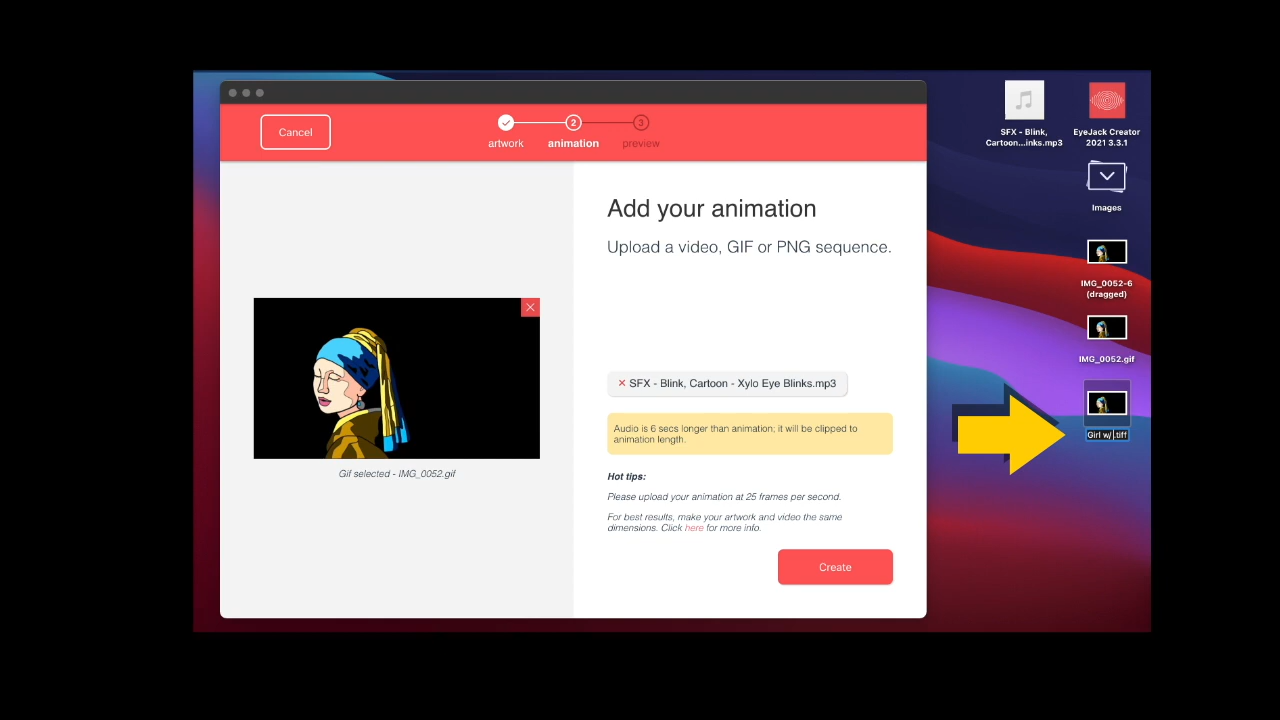 Cancel
2
3
artwork
animation
preview
Add your animation
Upload a video, GIF or PNG sequence.
× SFX - Blink, Cartoon - Xylo Eye Blinks.mp3
Audio is 6 secs longer than animation; it will be clipped to
animation length.
Hot tips:
Please upload your animation at 25 frames per second.
For best results, make your artwork and video the same
dimensions. Click here for more info.
Create
Gif selected - IMG_0052.gif
SFX - Blink,
Cartoon...inks.mp3
EyeJack Creator
2021 3.3.1
Images
IMG_0052-6
(dragged)
IMG_0052.gif
Girl w/ .tiff